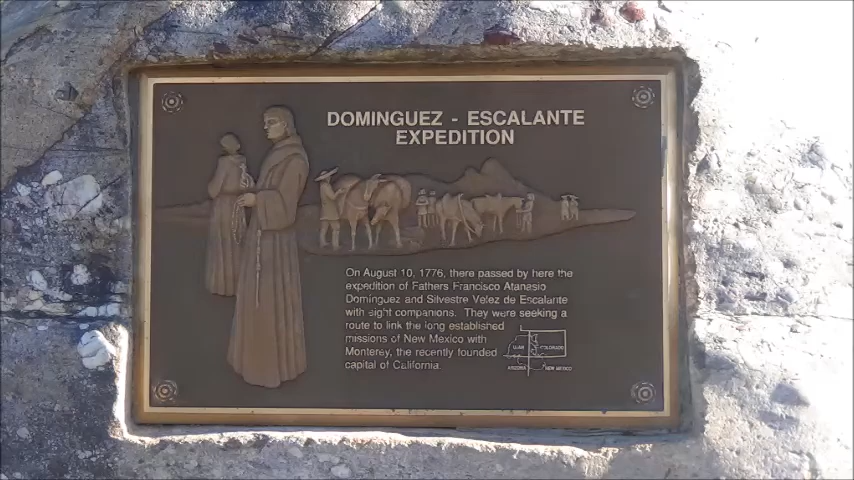 DOMINGUEZ - ESCALANTE
EXPEDITION
On August 10, 1776, there passed by here the
expedition of Fathers Francisco Atanasio
Dominguez and Silvestre Velez de Escalante
with eight companions. They were seeking a
route to link the long established
missions of New Mexico with
Monterey, the recently founded
capital of California.
UTAH COLORADO
ARIZONA NEW MEXICO